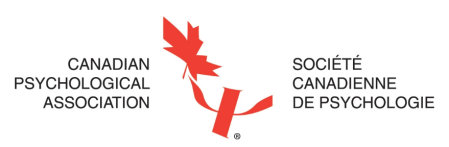 CANADIAN
PSYCHOLOGICAL
ASSOCIATION
SOCIÉTÉ
CANADIENNE
DE PSYCHOLOGIE
®